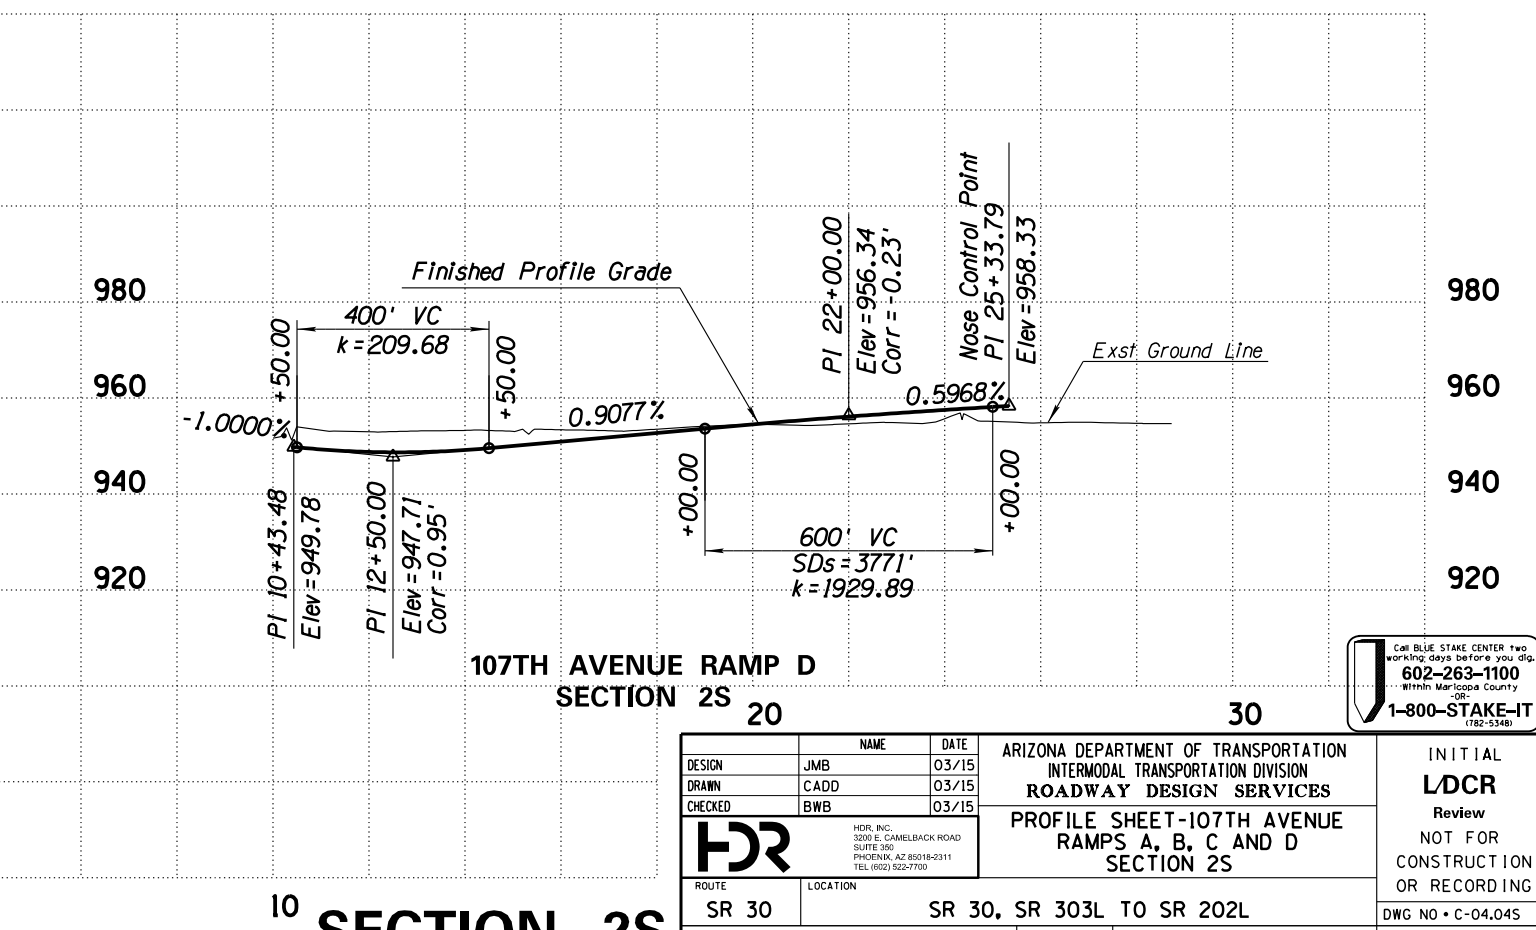 Nose Control Point
PI 25+33.79
Elev=958.33
PI 22+00.00
Elev=956.34
Corr=-0.23'
Finished Profile Grade
980
980
400' VC
k=209.68
+50.00
+50.00
Exst Ground Line
960
960
-1.0000%
0.9077%
0.5968%
940
940
PI 10+43.48
Elev=949.78
PI 12+50.00
Elev=947.71
Corr=0.95'
+00.00
+00.00
600' VC
SDs=3771'
k=1929.89
920
920
107TH AVENUE RAMP D
SECTION 2S
20
30
Call BLUE STAKE CENTER two
working days before you dig.
602-263-1100
Within Maricopa County
-OR-
1-800-STAKE-IT
(782-5348)
NAME DATE
DESIGN JMB 03/15
DRAWN CADD 03/15
CHECKED BWB 03/15
ARIZONA DEPARTMENT OF TRANSPORTATION
INTERMODAL TRANSPORTATION DIVISION
ROADWAY DESIGN SERVICES
INITIAL
L/DCR
Review
NOT FOR
CONSTRUCTION
OR RECORDING
HDR
HDR, INC.
3200 E. CAMELBACK ROAD
SUITE 350
PHOENIX, AZ 85018-2311
TEL (602) 522-7700
PROFILE SHEET-107TH AVENUE
RAMPS A, B, C AND D
SECTION 2S
ROUTE
SR 30
LOCATION
SR 30, SR 303L TO SR 202L
DWG NO • C-04.04S
10
SECTION 2S